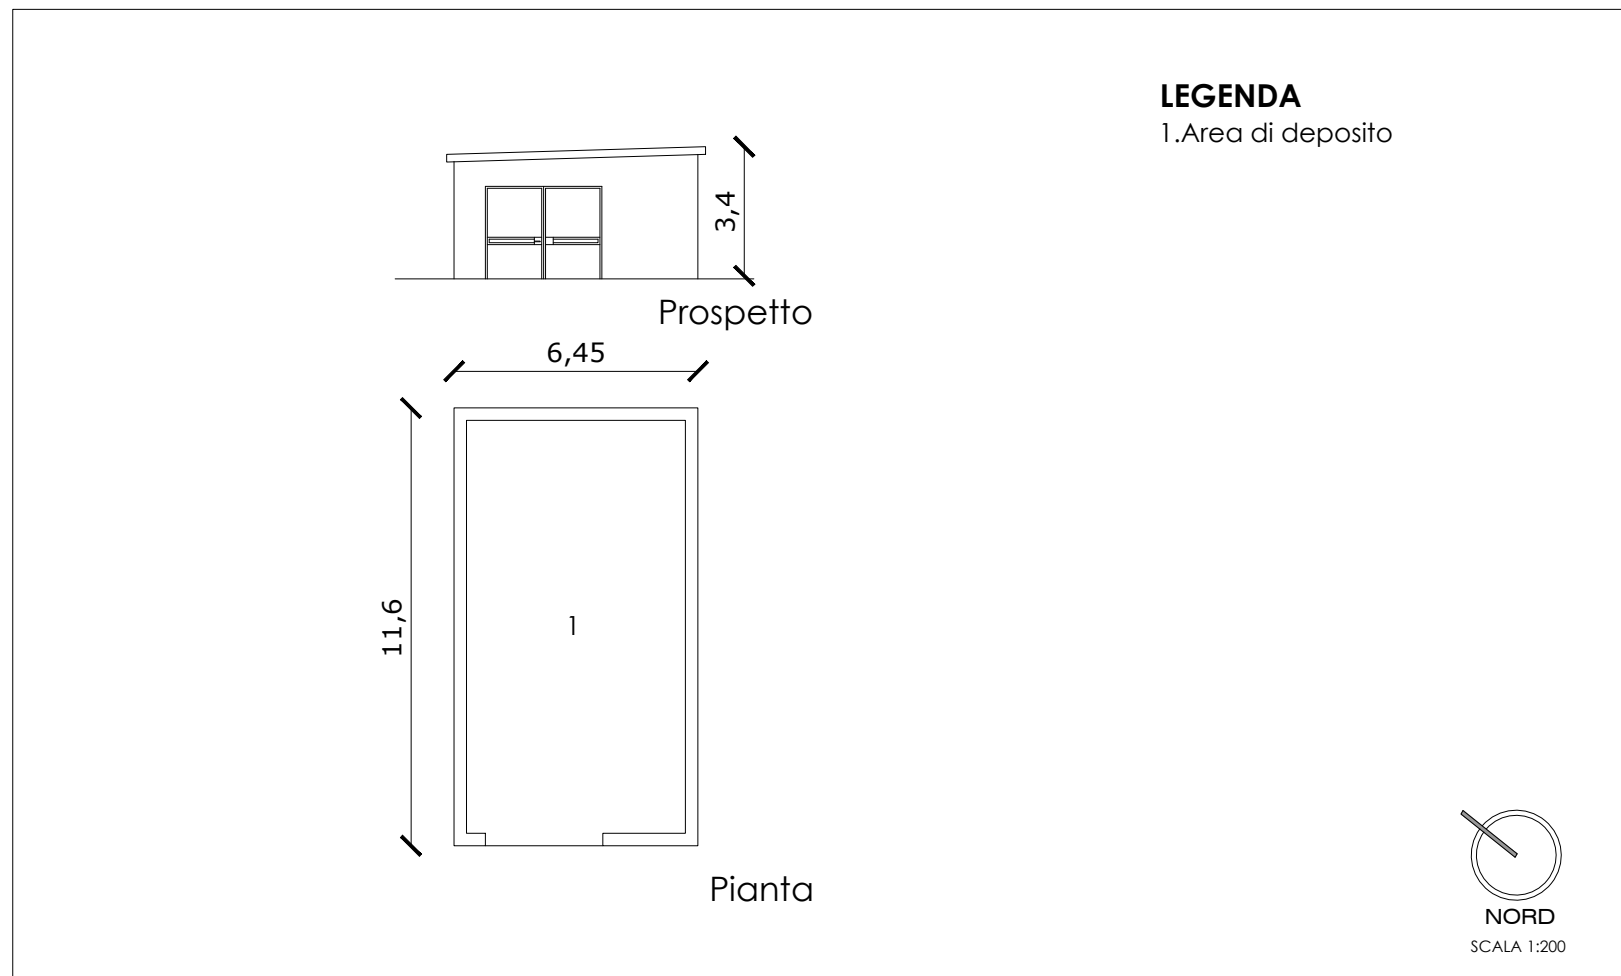 LEGENDA
1.Area di deposito
3,4
Prospetto
6,45
11,6
1
Pianta
NORD
SCALA 1:200